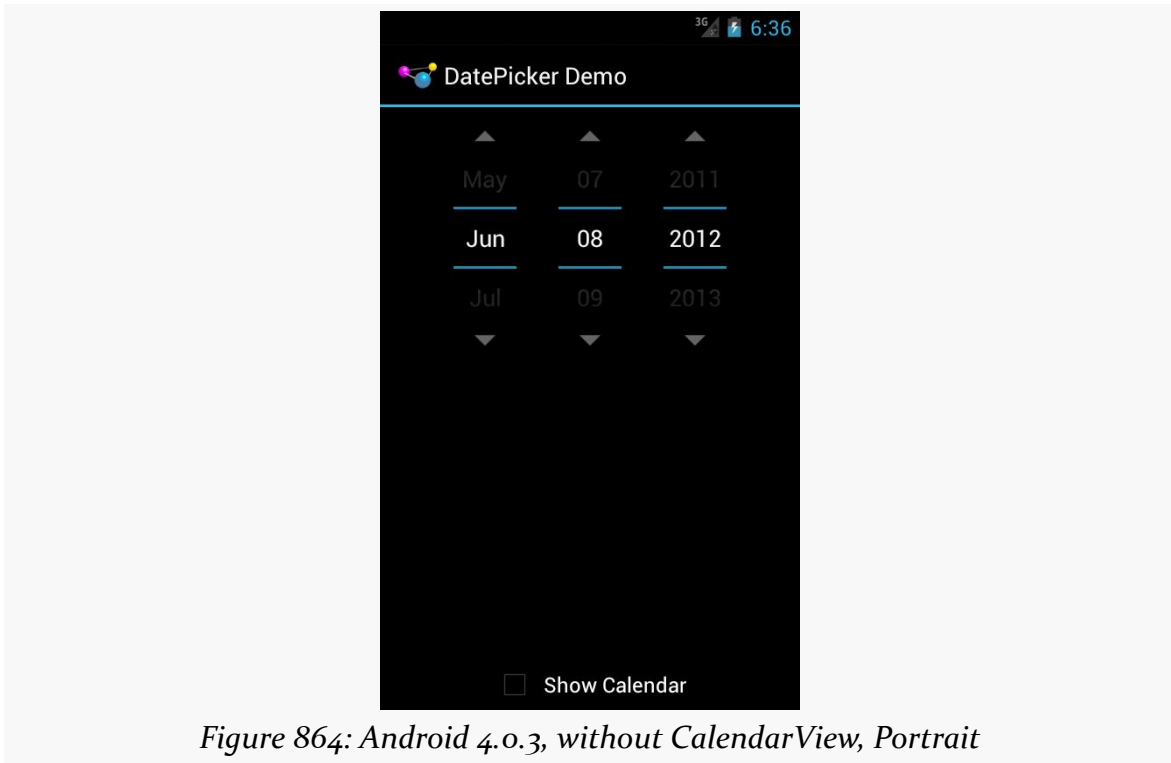 3G 6:36
DatePicker Demo
May 07 2011
Jun 08 2012
Jul 09 2013
Show Calendar
Figure 864: Android 4.0.3, without CalendarView, Portrait